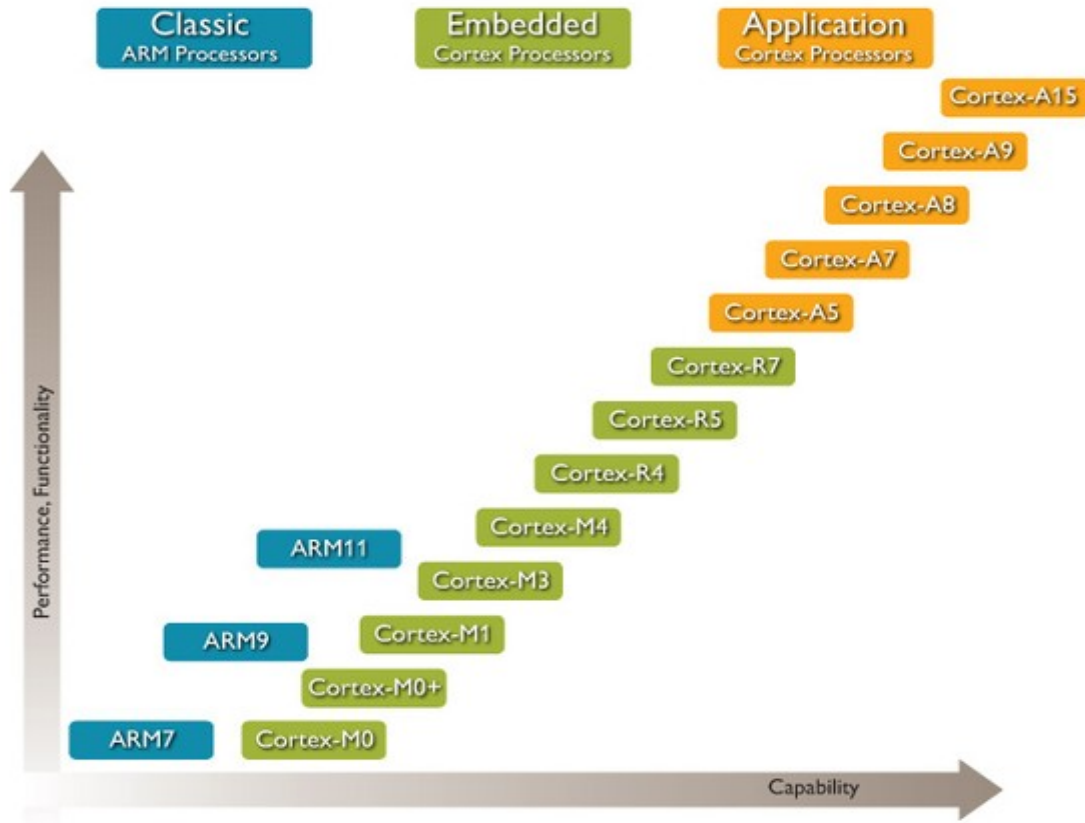 Classic
ARM Processors
Embedded
Cortex Processors
Application
Cortex Processors
Cortex-A15
Cortex-A9
Cortex-A8
Cortex-A7
Cortex-A5
Cortex-R7
Cortex-R5
Cortex-R4
Cortex-M4
ARM11
Cortex-M3
Cortex-M1
ARM9
Cortex-M0+
ARM7
Cortex-M0
Performance, Functionality
Capability